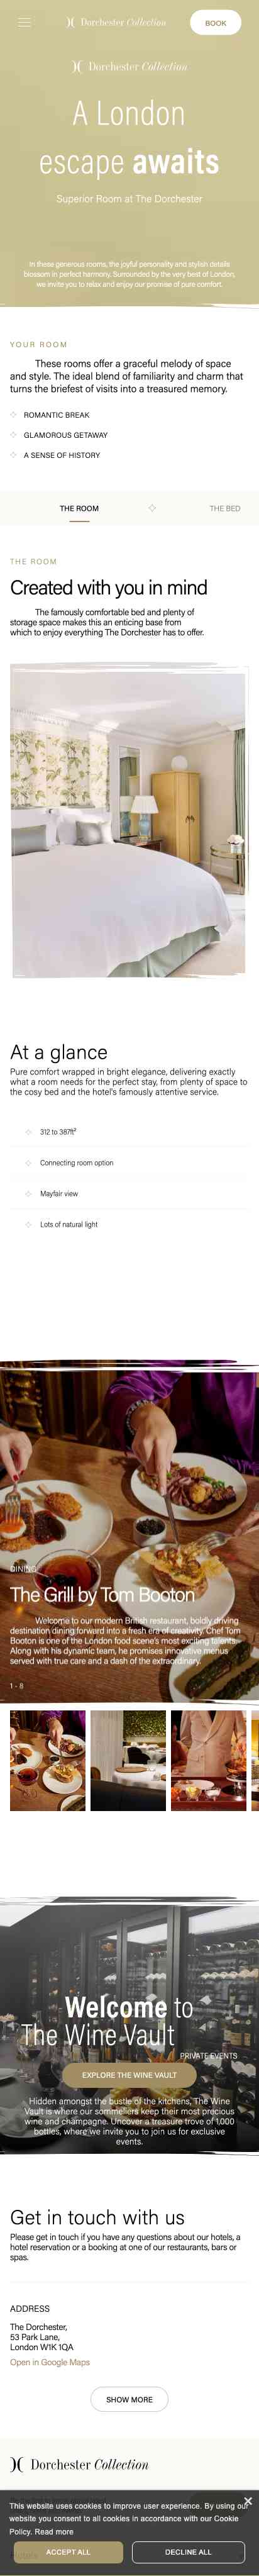 Dorchester Collection
BOOK
Dorchester Collection
A London
escape awaits
Superior Room at The Dorchester
In these generous rooms, the joyful personality and stylish details
blossom in perfect harmony. Surrounded by the very best of London,
we invite you to relax and enjoy our promise of pure comfort.
YOUR ROOM
These rooms offer a graceful melody of space
and style. The ideal blend of familiarity and charm that
turns the briefest of visits into a treasured memory.
ROMANTIC BREAK
GLAMOROUS GETAWAY
A SENSE OF HISTORY
THE ROOM
THE BED
THE ROOM
Created with you in mind
The famously comfortable bed and plenty of
storage space makes this an enticing base from
which to enjoy everything The Dorchester has to offer.
At a glance
Pure comfort wrapped in bright elegance, delivering exactly
what a room needs for the perfect stay, from plenty of space to
the cosy bed and the hotel's famously attentive service.
312 to 387ft²
Connecting room option
Mayfair view
Lots of natural light
DINING
The Grill by Tom Booton
Welcome to our modern British restaurant, boldly driving
destination dining forward into a fresh era of creativity. Chef Tom
Booton is one of the London food scene's most exciting talents.
Along with his dynamic team, he promises innovative menus
served with true care and a dash of the extraordinary.
1 - 8
Welcome to
The Wine Vault
PRIVATE EVENTS
EXPLORE THE WINE VAULT
Hidden amongst the bustle of the kitchens, The Wine
Vault is where our sommeliers keep their most precious
wine and champagne. Uncover a treasure trove of 1,000
bottles, where we invite you to join us for exclusive
events.
Get in touch with us
Please get in touch if you have any questions about our hotels, a
hotel reservation or a booking at one of our restaurants, bars or
spas.
ADDRESS
The Dorchester,
53 Park Lane,
London W1K 1QA
Open in Google Maps
SHOW MORE
Dorchester Collection
This website uses cookies to improve user experience. By using our
website you consent to all cookies in accordance with our Cookie
Policy. Read more
ACCEPT ALL
DECLINE ALL